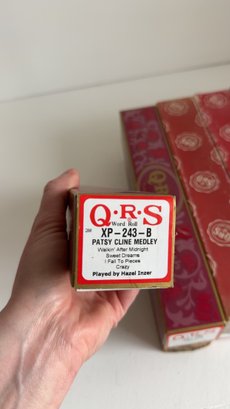 Q·R·S
Word Roll
XP-243-B
PATSY CLINE MEDLEY
Walkin' After Midnight
Sweet Dreams
I Fall To Pieces
Crazy
Played by Hazel Inzer
QRS